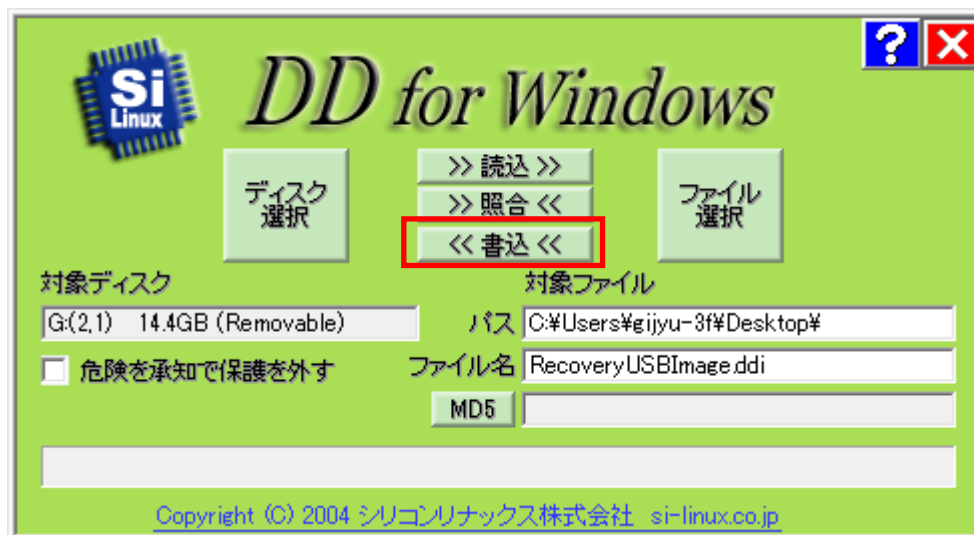 Si
Linux
DD for Windows
?
ディスク
選択
>> 読込 >>
>> 照合 <<
<< 書込 <<
ファイル
選択
対象ディスク
対象ファイル
G:(2,1) 14.4GB (Removable)
パス
C:¥Users¥gijyu-3f¥Desktop¥
危険を承知で保護を外す
ファイル名
RecoveryUSBImage.ddi
MD5
Copyright (C) 2004 シリコンリナックス株式会社 si-linux.co.jp